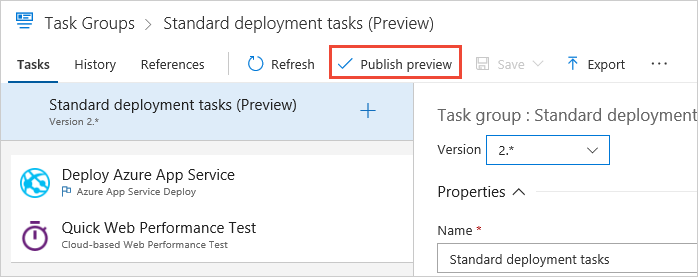 Task Groups > Standard deployment tasks (Preview)
Tasks History References Refresh Publish preview Save Export ...
Standard deployment tasks (Preview) +
Version 2.*
Deploy Azure App Service
Azure App Service Deploy
Quick Web Performance Test
Cloud-based Web Performance Test
Task group : Standard deployment
Version 2.*
Properties
Name *
Standard deployment tasks